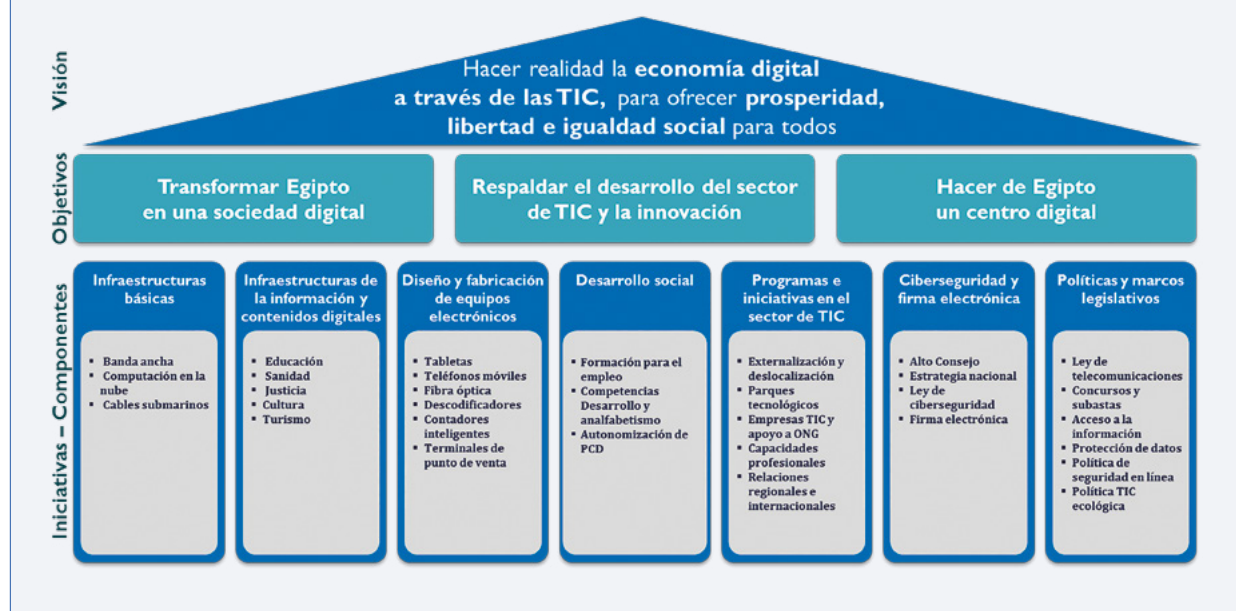 Visión
Hacer realidad la economía digital
a través de las TIC, para ofrecer prosperidad,
libertad e igualdad social para todos
Objetivos
Transformar Egipto
en una sociedad digital
Respaldar el desarrollo del sector
de TIC y la innovación
Hacer de Egipto
un centro digital
Iniciativas – Componentes
Infraestructuras
básicas
▪ Banda ancha
▪ Computación en la
nube
▪ Cables submarinos
Infraestructuras de
la información y
contenidos digitales
▪ Educación
▪ Sanidad
▪ Justicia
▪ Cultura
▪ Turismo
Diseño y fabricación
de equipos
electrónicos
▪ Tabletas
▪ Teléfonos móviles
▪ Fibra óptica
▪ Descodificadores
▪ Contadores
inteligentes
▪ Terminales de
punto de venta
Desarrollo social
▪ Formación para el
empleo
▪ Competencias
Desarrollo y
analfabetismo
▪ Autonomización de
PCD
Programas e
iniciativas en el
sector de TIC
▪ Externalización y
deslocalización
▪ Parques
tecnológicos
▪ Empresas TIC y
apoyo a ONG
▪ Capacidades
profesionales
▪ Relaciones
regionales e
internacionales
Ciberseguridad y
firma electrónica
▪ Alto Consejo
▪ Estrategia nacional
▪ Ley de
ciberseguridad
▪ Firma electrónica
Políticas y marcos
legislativos
▪ Ley de
telecomunicaciones
▪ Concursos y
subastas
▪ Acceso a la
información
▪ Protección de datos
▪ Política de
seguridad en línea
▪ Política TIC
ecológica